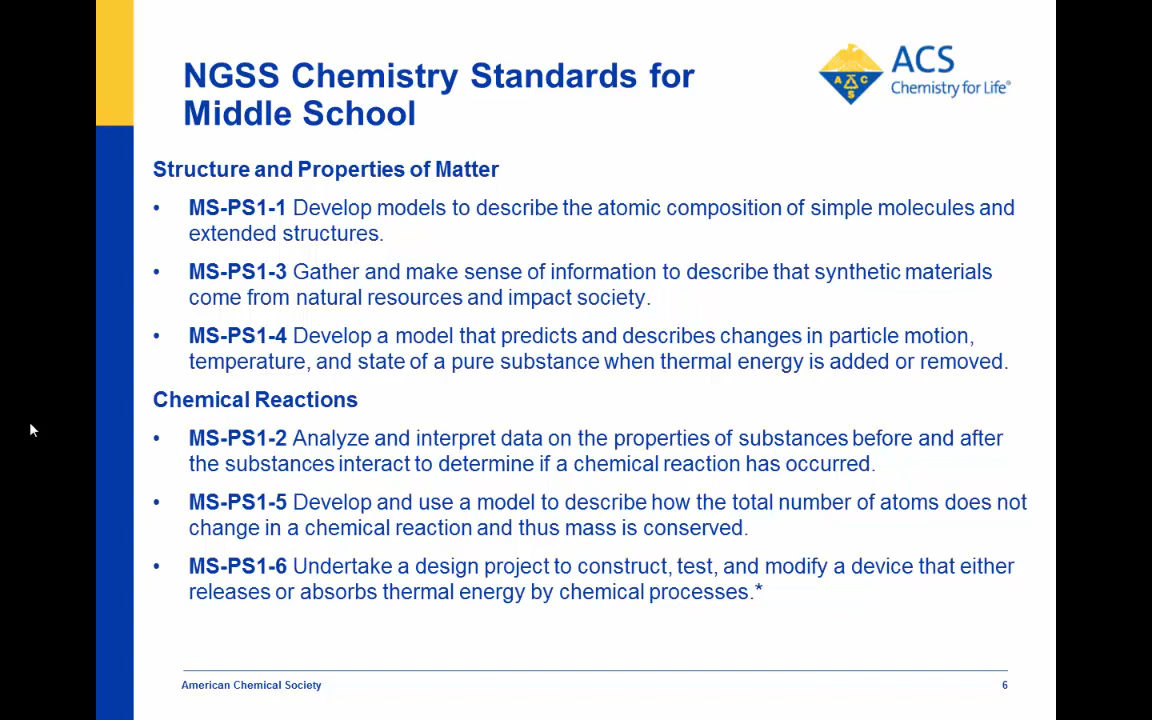 NGSS Chemistry Standards for
Middle School
ACS
Chemistry for Life®
A C
S
Structure and Properties of Matter
• MS-PS1-1 Develop models to describe the atomic composition of simple molecules and
extended structures.
• MS-PS1-3 Gather and make sense of information to describe that synthetic materials
come from natural resources and impact society.
• MS-PS1-4 Develop a model that predicts and describes changes in particle motion,
temperature, and state of a pure substance when thermal energy is added or removed.
Chemical Reactions
• MS-PS1-2 Analyze and interpret data on the properties of substances before and after
the substances interact to determine if a chemical reaction has occurred.
• MS-PS1-5 Develop and use a model to describe how the total number of atoms does not
change in a chemical reaction and thus mass is conserved.
• MS-PS1-6 Undertake a design project to construct, test, and modify a device that either
releases or absorbs thermal energy by chemical processes.*
American Chemical Society
6